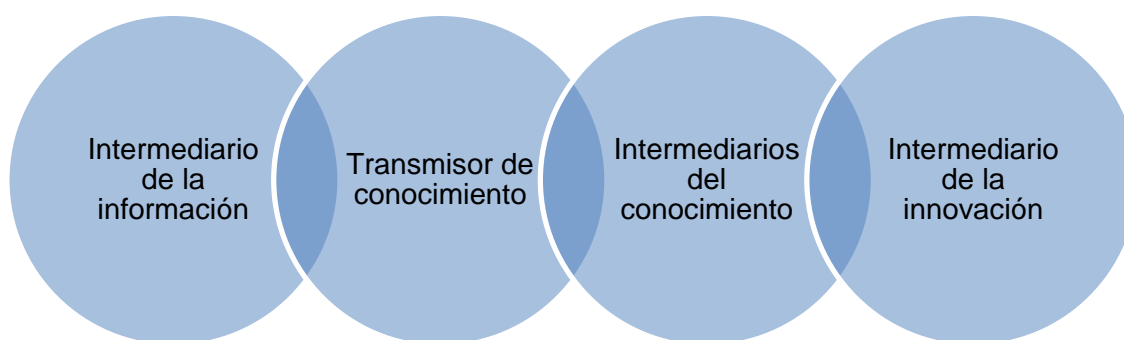 Intermediario
de la
información
Transmisor de
conocimiento
Intermediarios
del
conocimiento
Intermediario
de la
innovación